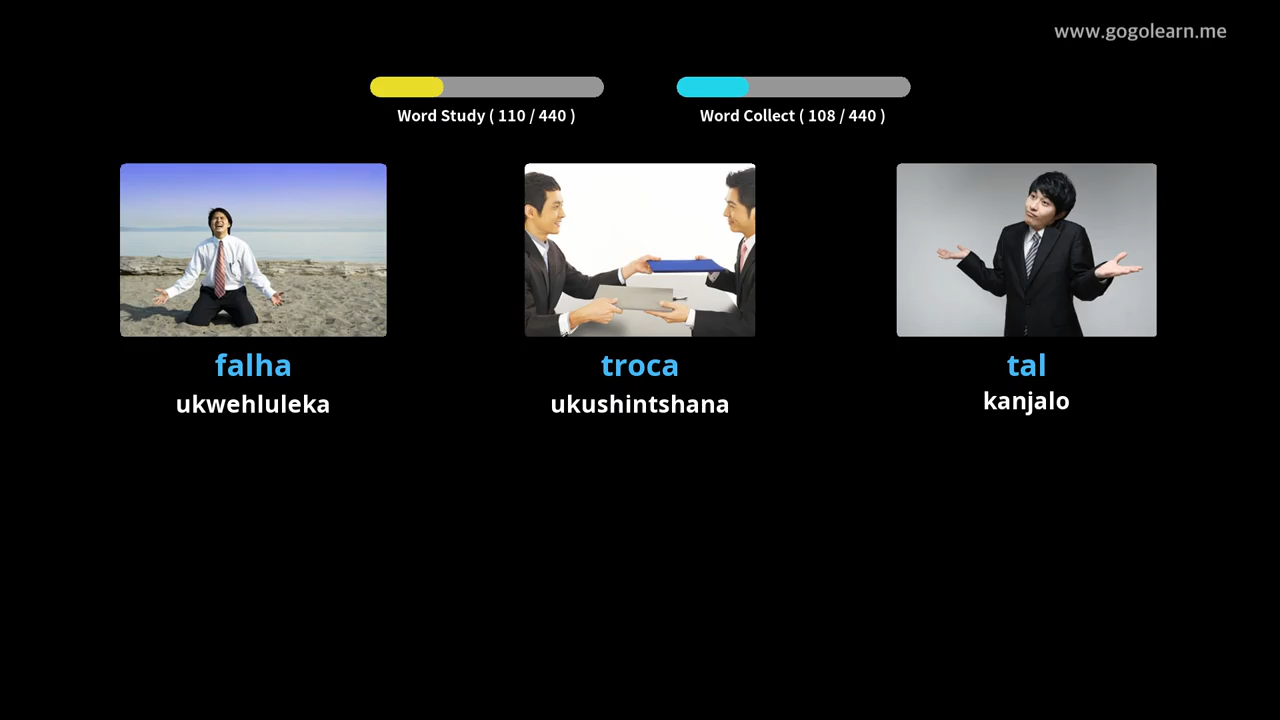 www.gogolearn.me
Word Study ( 110 / 440 )
Word Collect ( 108 / 440 )
falha
ukwehluleka
troca
ukushintshana
tal
kanjalo